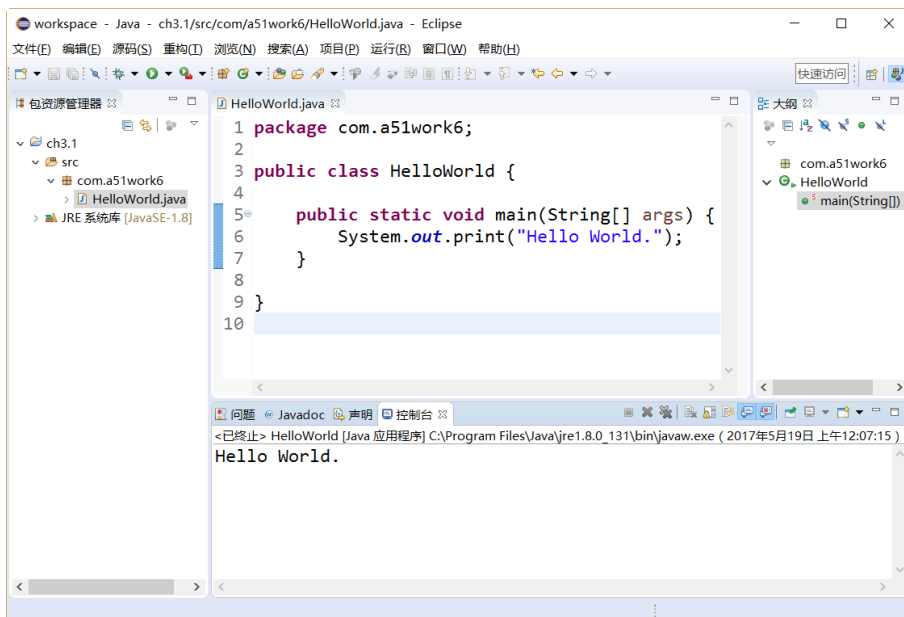 workspace - Java - ch3.1/src/com/a51work6/HelloWorld.java - Eclipse
文件(F) 编辑(E) 源码(S) 重构(T) 浏览(N) 搜索(A) 项目(P) 运行(R) 窗口(W) 帮助(H)
快速访问
包资源管理器
ch3.1
src
com.a51work6
HelloWorld.java
JRE 系统库 [JavaSE-1.8]
HelloWorld.java
1 package com.a51work6;
2
3 public class HelloWorld {
4
5 public static void main(String[] args) {
6 System.out.print("Hello World.");
7 }
8
9 }
10
大纲
com.a51work6
HelloWorld
main(String[])
问题 @ Javadoc 声明 控制台
<已终止> HelloWorld [Java 应用程序] C:\Program Files\Java\jre1.8.0_131\bin\javaw.exe ( 2017年5月19日 上午12:07:15 )
Hello World.